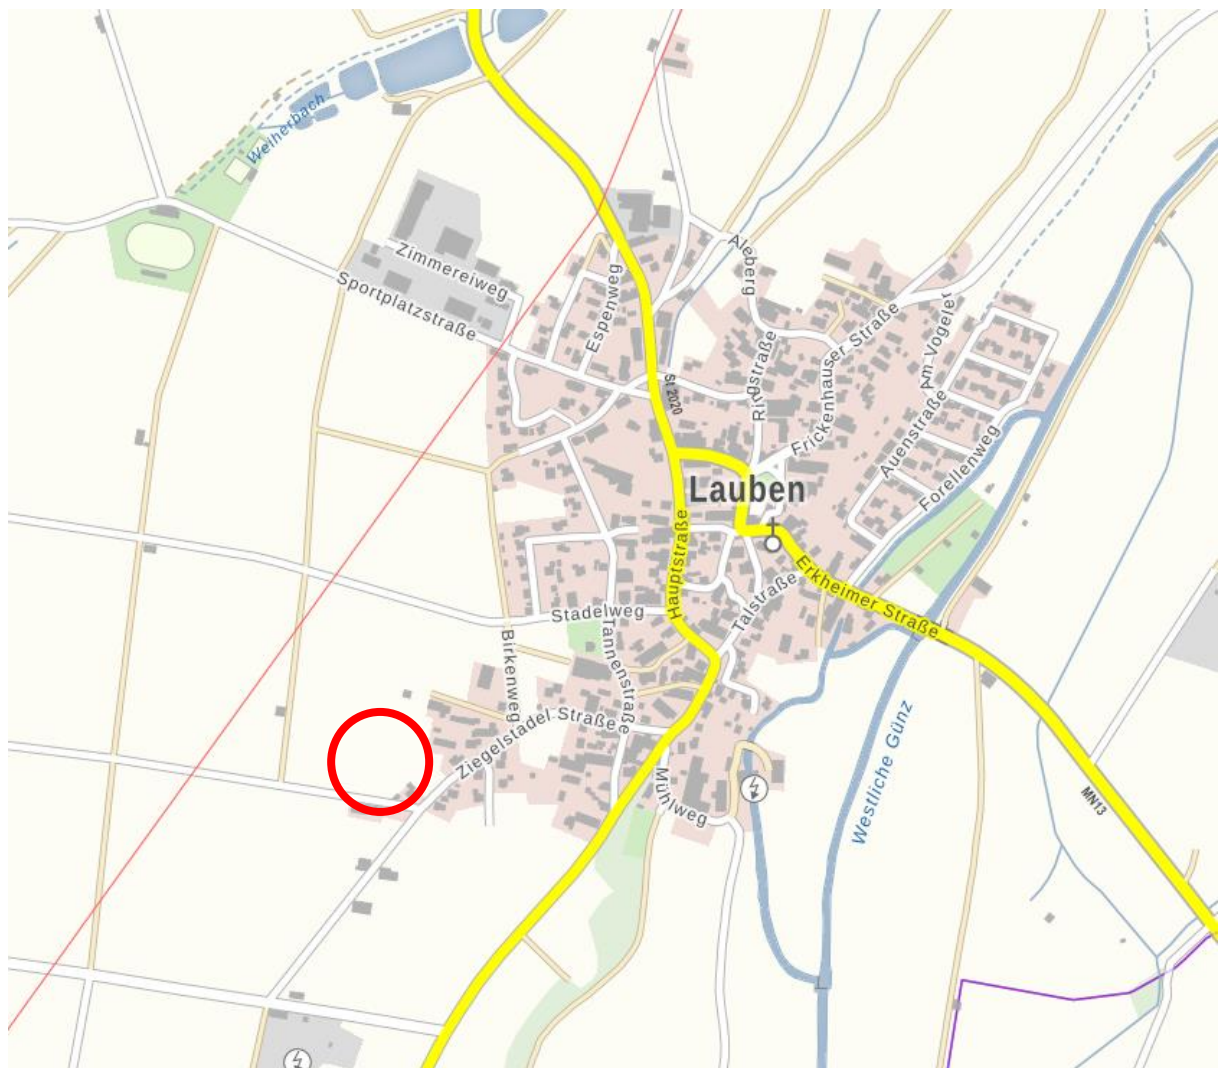 Weiherbach
Zimmereiweg
Sportplatzstraße
Espenweg
Aleberg
Ringstraße
St 2020
Frickenhauser Straße
Am Vogeler
Auenstraße
Forellenweg
Lauben
Hauptstraße
Erkheimer Straße
Talstraße
Stadelweg
Tannenstraße
Birkenweg
Ziegelstadel Straße
Mühlweg
Westliche Günz
MN13